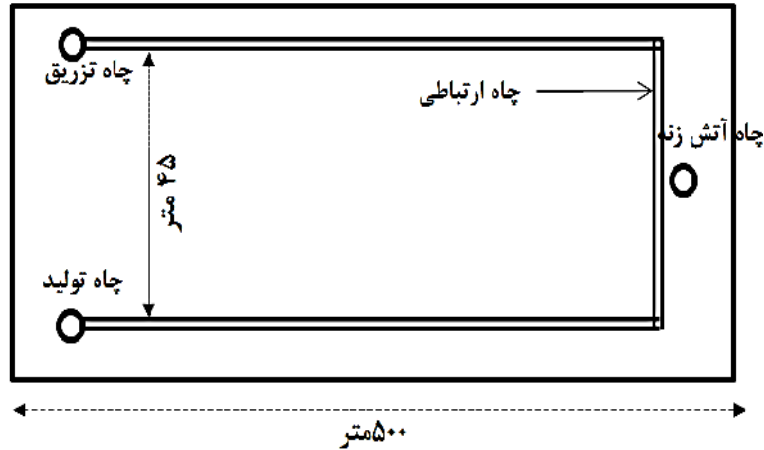 چاه تزریق
چاه ارتباطی
چاه آتش زنه
۴۵ متر
چاه تولید
۵۰۰متر